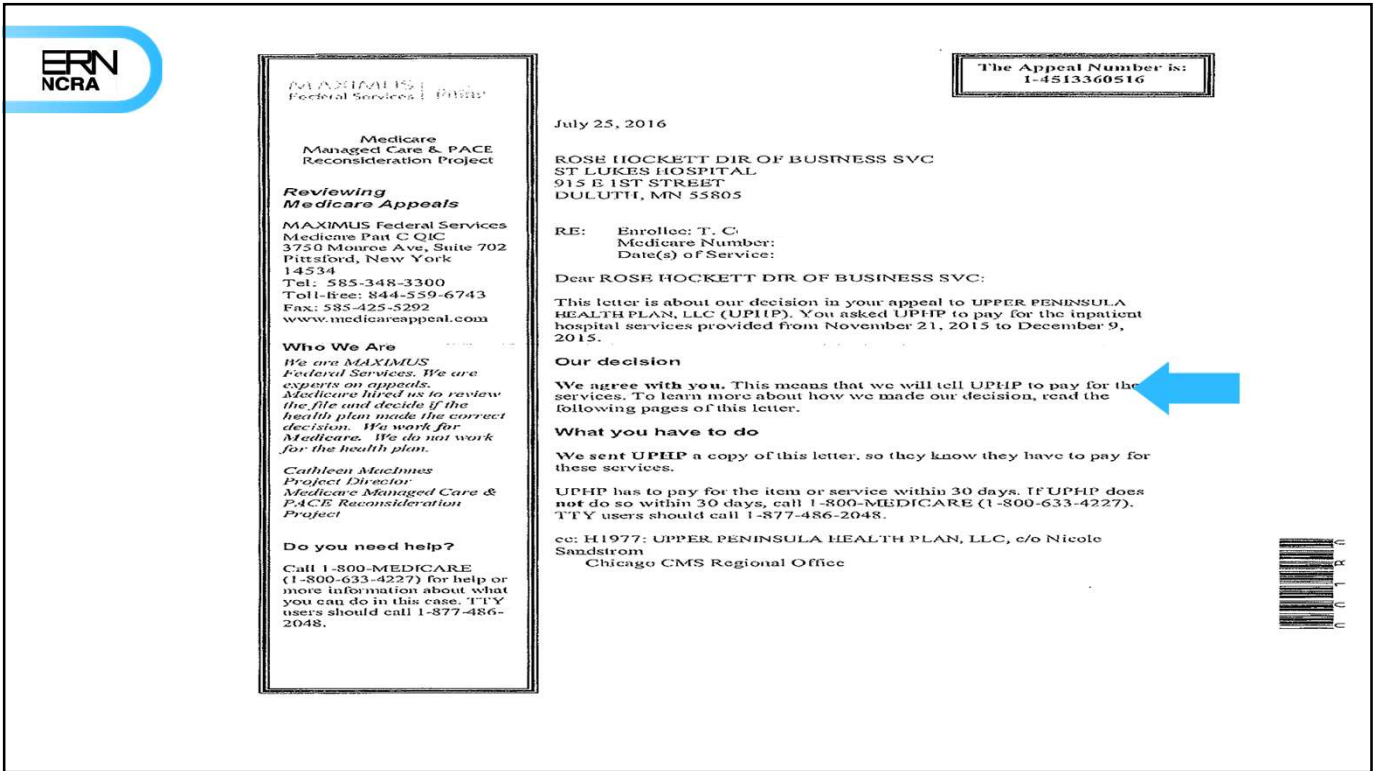 ERN
NCRA
MAXIMUS
Federal Services
Medicare
Managed Care & PACE
Reconsideration Project
Reviewing
Medicare Appeals
MAXIMUS Federal Services
Medicare Part C QIC
3750 Monroe Ave, Suite 702
Pittsford, New York
14534
Tel: 585-348-3300
Toll-free: 844-559-6743
Fax: 585-425-5292
www.medicareappeal.com
Who We Are
We are MAXIMUS
Federal Services. We are
experts on appeals.
Medicare hired us to review
the file and decide if the
health plan made the correct
decision. We work for
Medicare. We do not work
for the health plan.
Cathleen MacInnes
Project Director
Medicare Managed Care &
PACE Reconsideration
Project
Do you need help?
Call 1-800-MEDICARE
(1-800-633-4227) for help or
more information about what
you can do in this case. TTY
users should call 1-877-486-
2048.
The Appeal Number is:
1-4513360516
July 25, 2016
ROSE HOCKETT DIR OF BUSINESS SVC
ST LUKES HOSPITAL
915 E 1ST STREET
DULUTH, MN 55805
RE: Enrollee: T. C
Medicare Number:
Date(s) of Service:
Dear ROSE HOCKETT DIR OF BUSINESS SVC:
This letter is about our decision in your appeal to UPPER PENINSULA
HEALTH PLAN, LLC (UPHP). You asked UPHP to pay for the inpatient
hospital services provided from November 21, 2015 to December 9,
2015.
Our decision
We agree with you. This means that we will tell UPHP to pay for the
services. To learn more about how we made our decision, read the
following pages of this letter.
What you have to do
We sent UPHP a copy of this letter, so they know they have to pay for
these services.
UPHP has to pay for the item or service within 30 days. If UPHP does
not do so within 30 days, call 1-800-MEDICARE (1-800-633-4227).
TTY users should call 1-877-486-2048.
cc: H1977: UPPER PENINSULA HEALTH PLAN, LLC, c/o Nicole
Sandstrom
Chicago CMS Regional Office